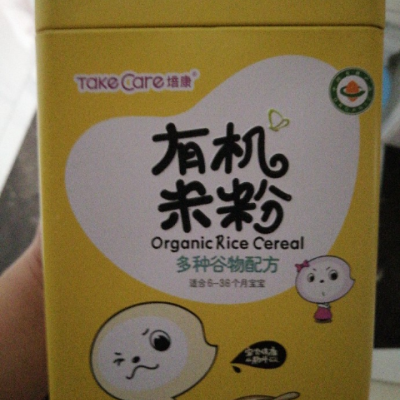 Take Care 维康®
有机
米粉
Organic Rice Cereal
多种谷物配方
适合6-36个月宝宝